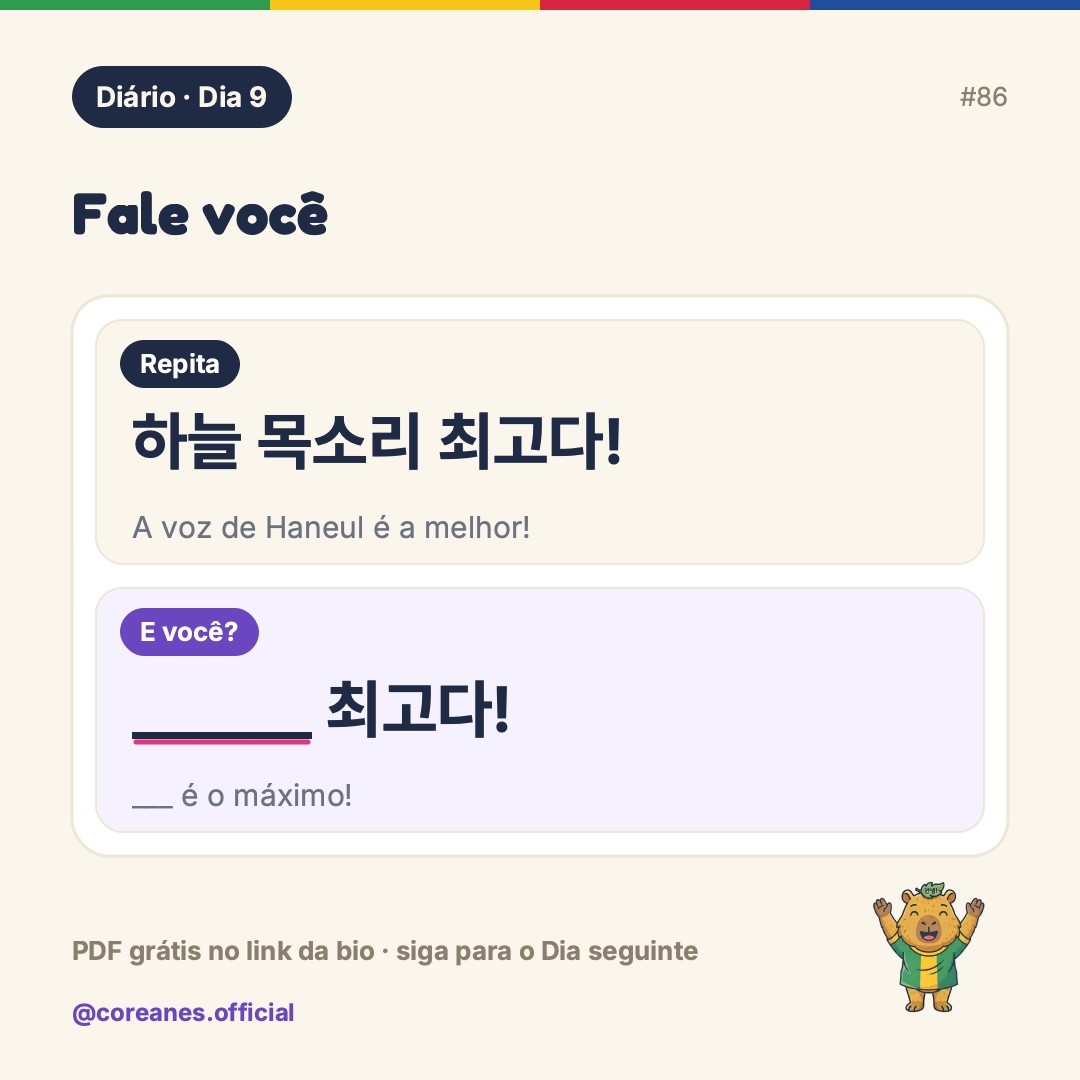 Diário · Dia 9
#86
Fale você
Repita
하늘 목소리 최고다!
A voz de Haneul é a melhor!
E você?
______ 최고다!
___ é o máximo!
PDF grátis no link da bio · siga para o Dia seguinte
@coreanes.official